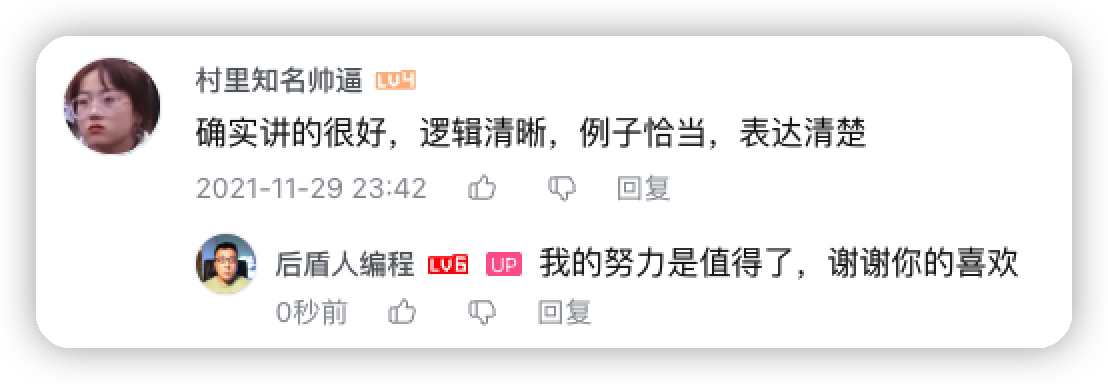 村里知名帅逼 LV4
确实讲的很好，逻辑清晰，例子恰当，表达清楚
2021-11-29 23:42 回复
后盾人编程 LV6 UP 我的努力是值得了，谢谢你的喜欢
0秒前 回复